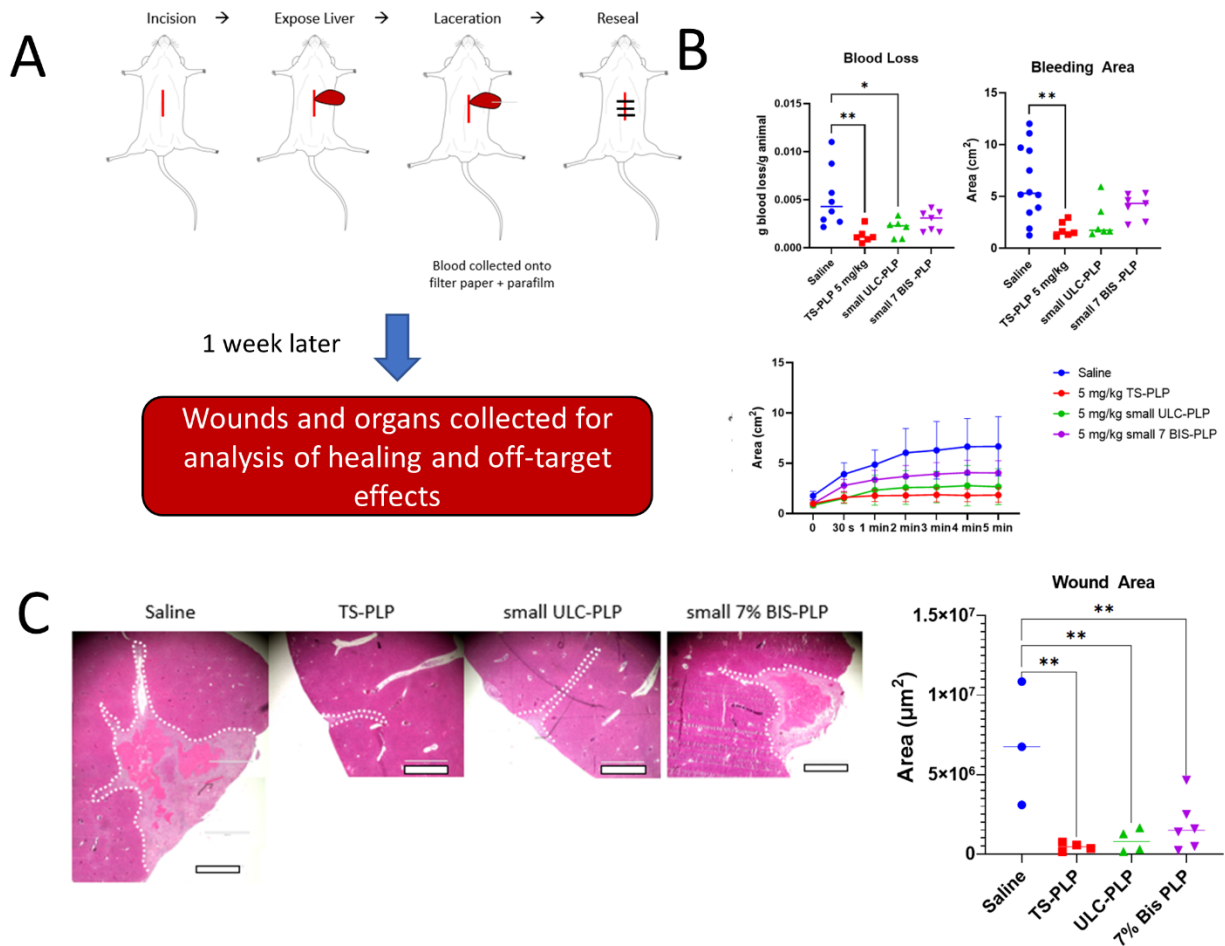 A
Incision → Expose Liver → Laceration → Reseal
Blood collected onto
filter paper + parafilm
1 week later
Wounds and organs collected for
analysis of healing and off-target
effects
B
Blood Loss
g blood loss/g animal
0.015
0.010
0.005
0.000
*
**
Saline
TS-PLP 5 mg/kg
small ULC-PLP
small 7 BIS -PLP
Bleeding Area
Area (cm²)
15
10
5
0
**
Saline
TS-PLP 5 mg/kg
small ULC-PLP
small 7 BIS -PLP
Area (cm²)
15
10
5
0
0 30 s 1 min 2 min 3 min 4 min 5 min
Saline
5 mg/kg TS-PLP
5 mg/kg small ULC-PLP
5 mg/kg small 7 BIS-PLP
C
Saline
TS-PLP
small ULC-PLP
small 7% BIS-PLP
Wound Area
Area (µm²)
1.5×10⁷
1×10⁷
5×10⁶
0
**
**
**
Saline
TS-PLP
ULC-PLP
7% Bis PLP